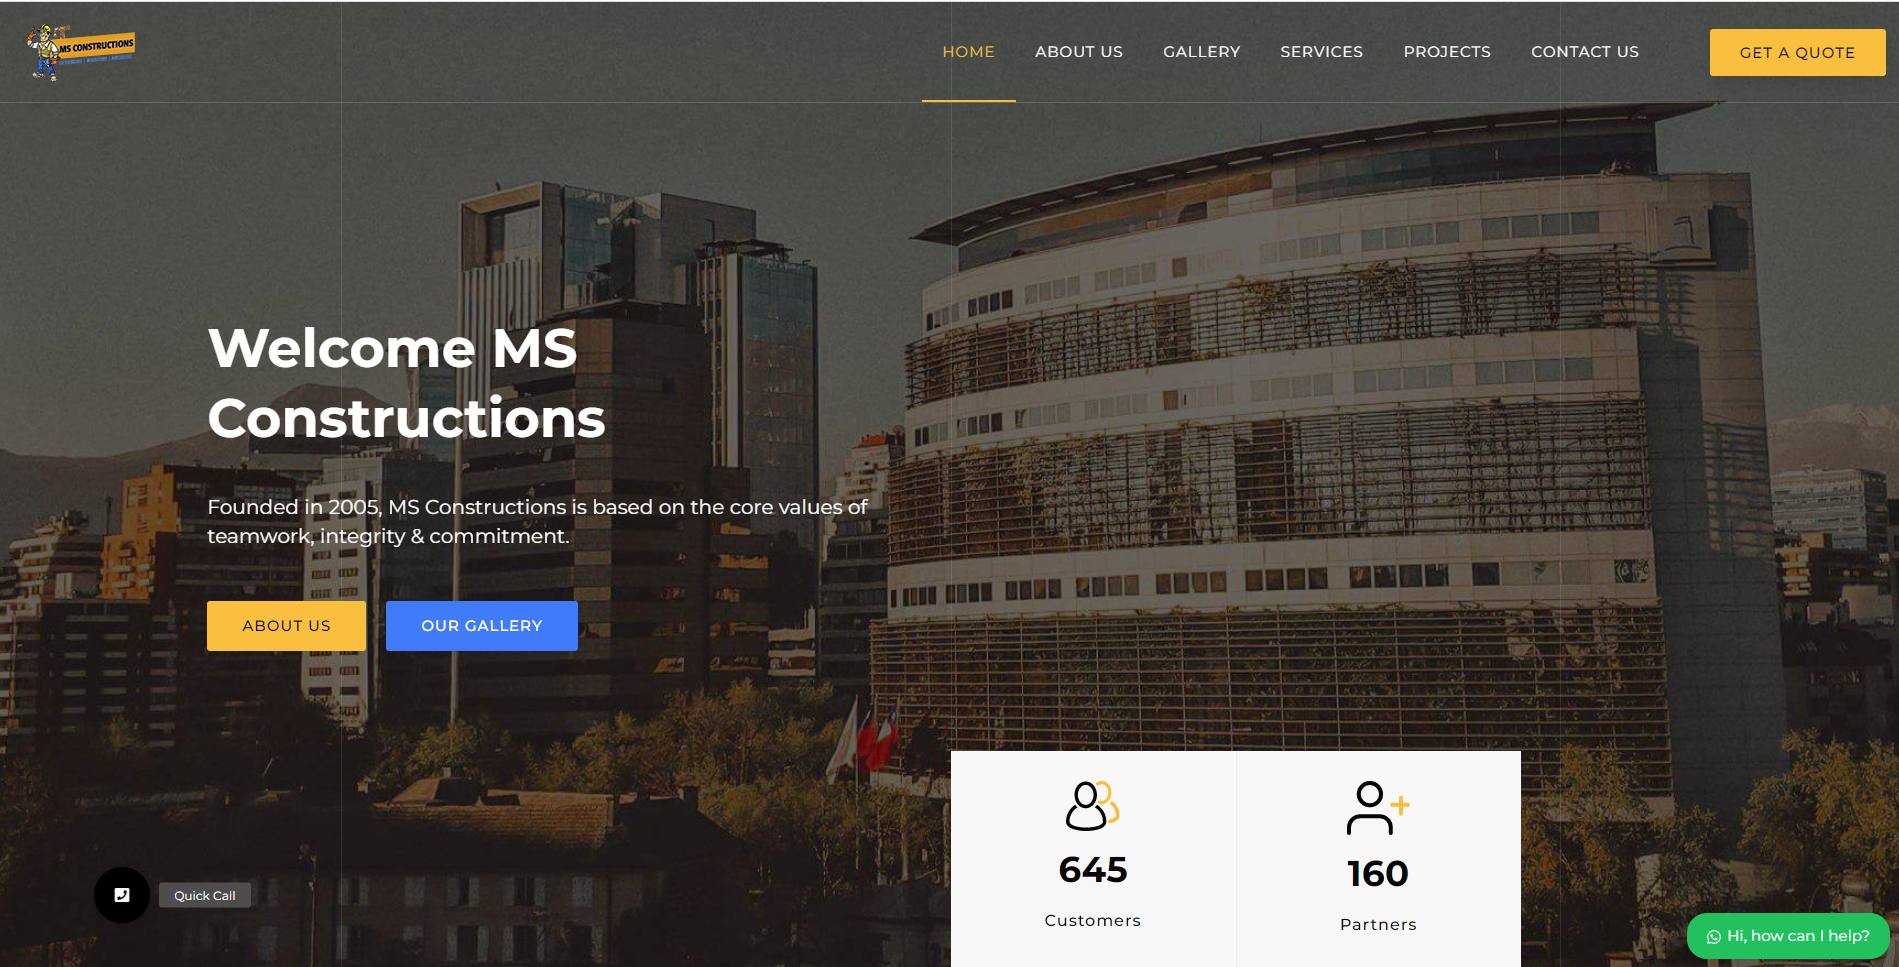 MS CONSTRUCTIONS
HOME
ABOUT US
GALLERY
SERVICES
PROJECTS
CONTACT US
GET A QUOTE
Welcome MS
Constructions
Founded in 2005, MS Constructions is based on the core values of
teamwork, integrity & commitment.
ABOUT US
OUR GALLERY
645
Customers
160
Partners
Quick Call
Hi, how can I help?